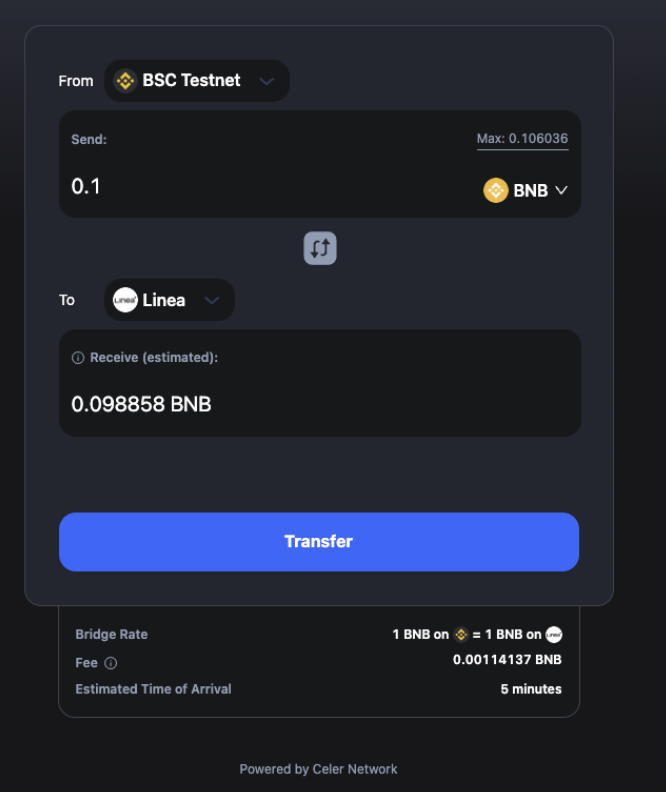 From BSC Testnet
Send: Max: 0.106036
0.1 BNB
To Linea Linea
Receive (estimated):
0.098858 BNB
Transfer
Bridge Rate 1 BNB on = 1 BNB on Linea
Fee 0.00114137 BNB
Estimated Time of Arrival 5 minutes
Powered by Celer Network